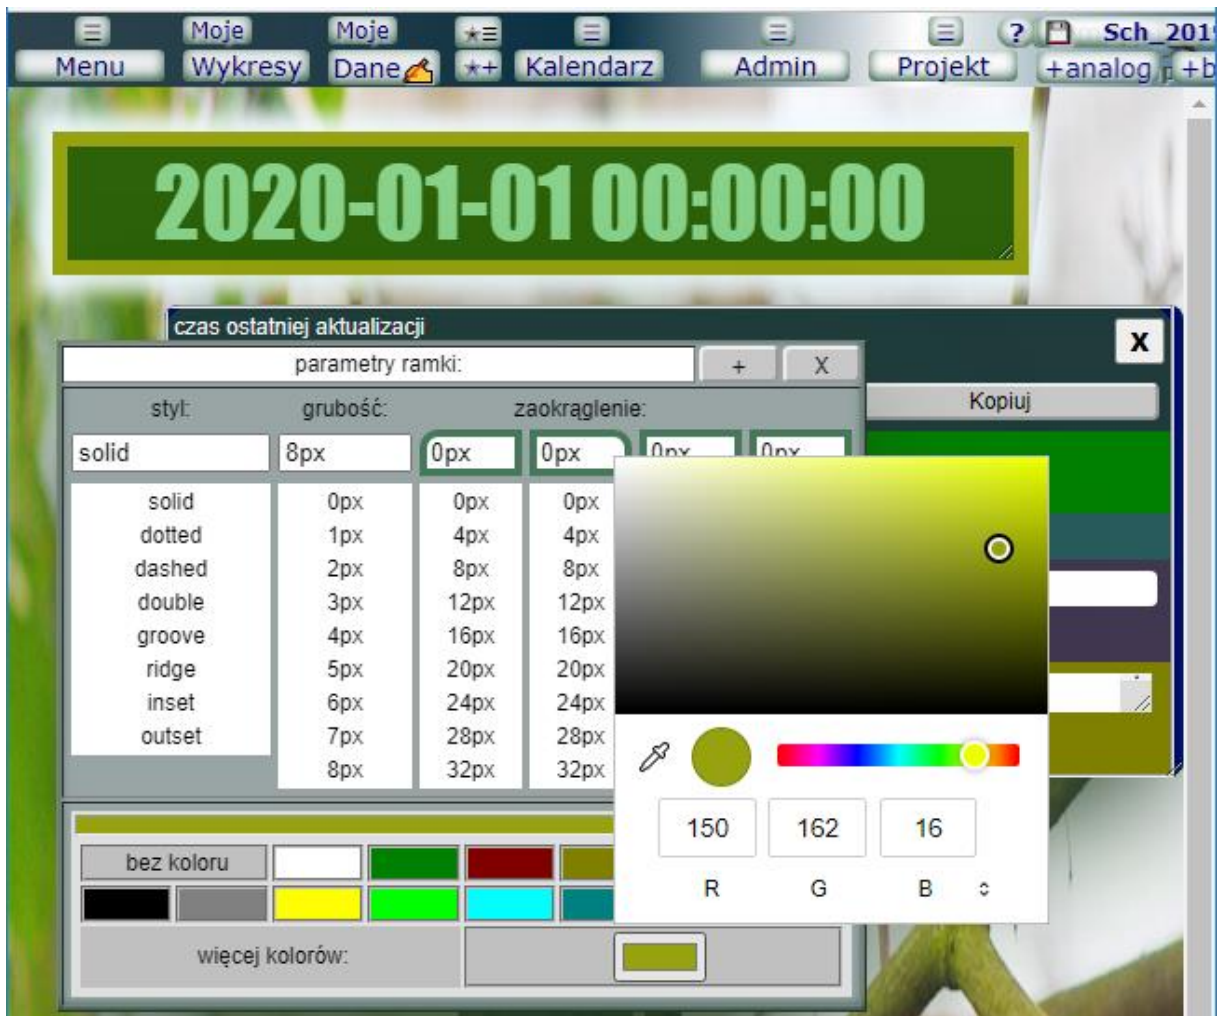 ☰ Moje Moje ★☰ ☰ ☰ ☰ ? Sch_201
Menu Wykresy Dane ★+ Kalendarz Admin Projekt +analog +b
2020-01-01 00:00:00
czas ostatniej aktualizacji
X
parametry ramki: + X
Kopiuj
styl: grubość: zaokrąglenie:
solid 8px 0px 0px 0px 0px
solid 0px 0px 0px
dotted 1px 4px 4px
dashed 2px 8px 8px
double 3px 12px 12px
groove 4px 16px 16px
ridge 5px 20px 20px
inset 6px 24px 24px
outset 7px 28px 28px
8px 32px 32px
150 162 16
R G B
bez koloru
więcej kolorów: